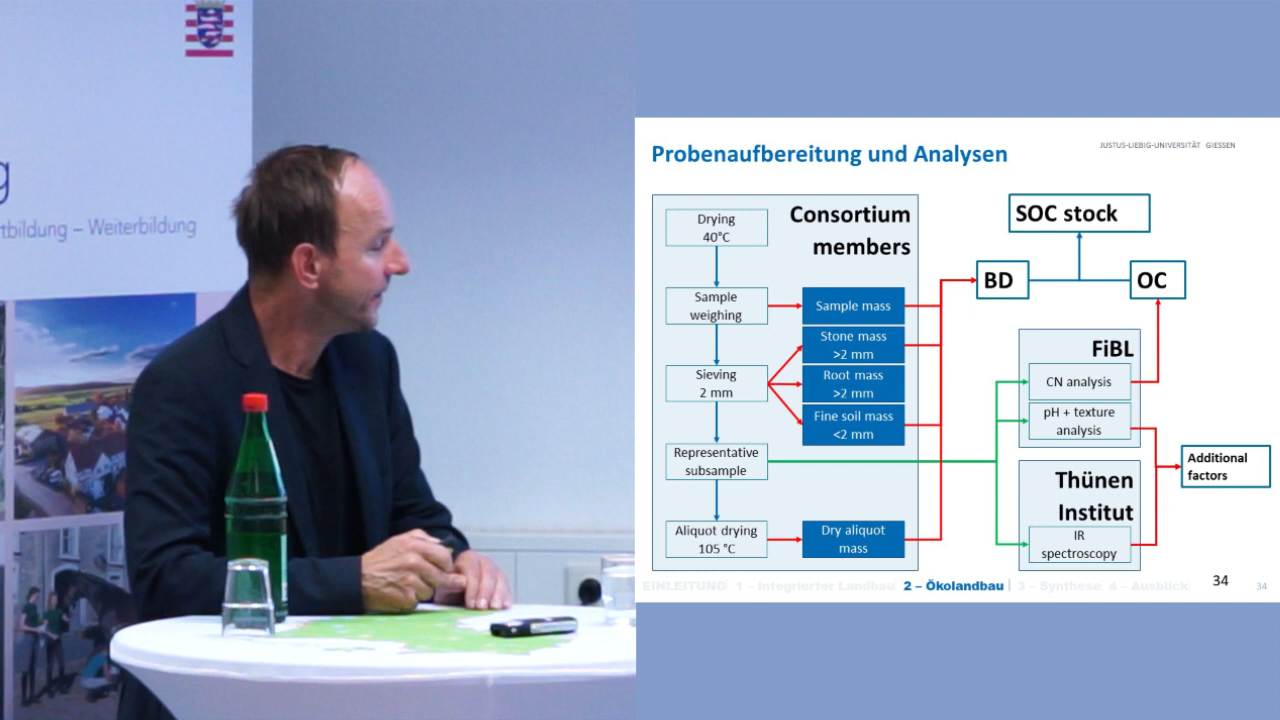 g
tbildung – Weiterbildung
Probenaufbereitung und Analysen
JUSTUS-LIEBIG-UNIVERSITÄT GIESSEN
Consortium
members
Drying
40°C
Sample
weighing
Sample mass
Stone mass
>2 mm
Sieving
2 mm
Root mass
>2 mm
Fine soil mass
<2 mm
Representative
subsample
Aliquot drying
105 °C
Dry aliquot
mass
SOC stock
BD
OC
FiBL
CN analysis
pH + texture
analysis
Thünen
Institut
IR
spectroscopy
Additional
factors
EINLEITUNG| 1 – Integrierter Landbau| 2 – Ökolandbau| 3 – Synthese| 4 – Ausblick|
34
34